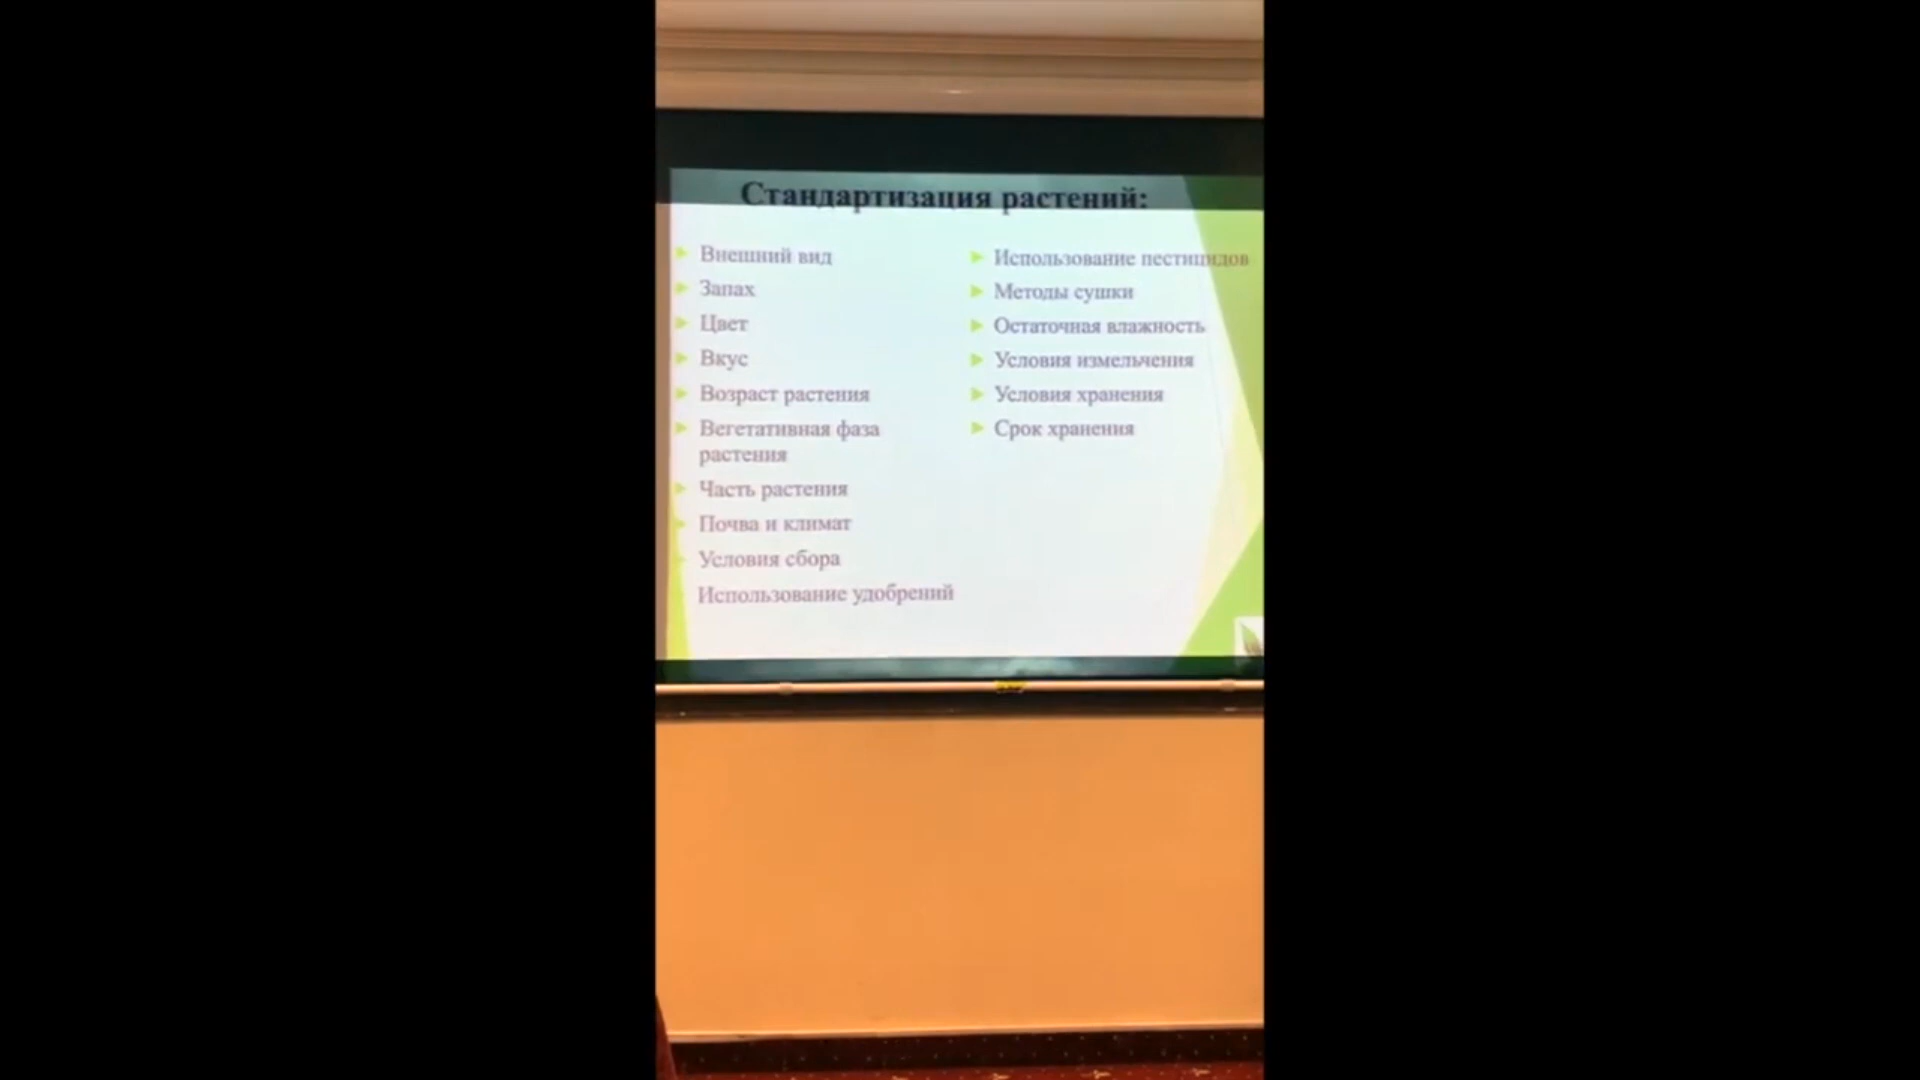 Стандартизация растений:
Внешний вид
Запах
Цвет
Вкус
Возраст растения
Вегетативная фаза
растения
Часть растения
Почва и климат
Условия сбора
Использование удобрений
Использование пестицидов
Методы сушки
Остаточная влажность
Условия измельчения
Условия хранения
Срок хранения